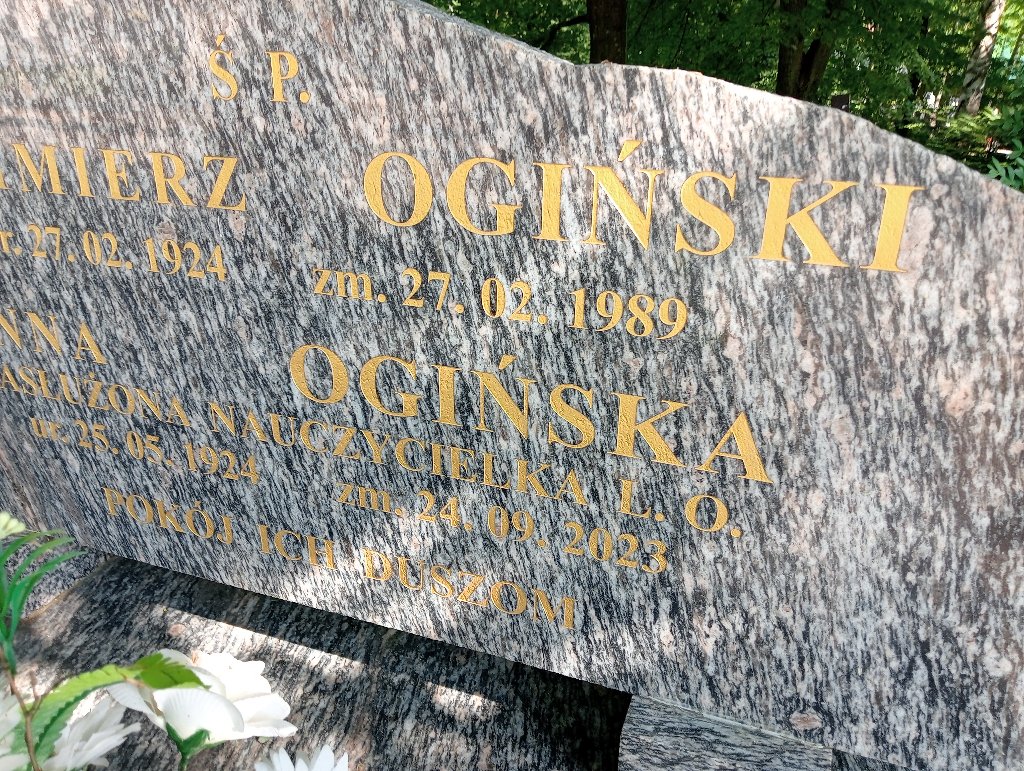 Ś P.
MIERZ OGIŃSKI
r. 27. 02. 1924 zm. 27. 02. 1989
NNA OGIŃSKA
ASŁUŻONA NAUCZYCIELKA L. O.
ur. 25. 05. 1924 zm. 24. 09. 2023
POKÓJ ICH DUSZOM